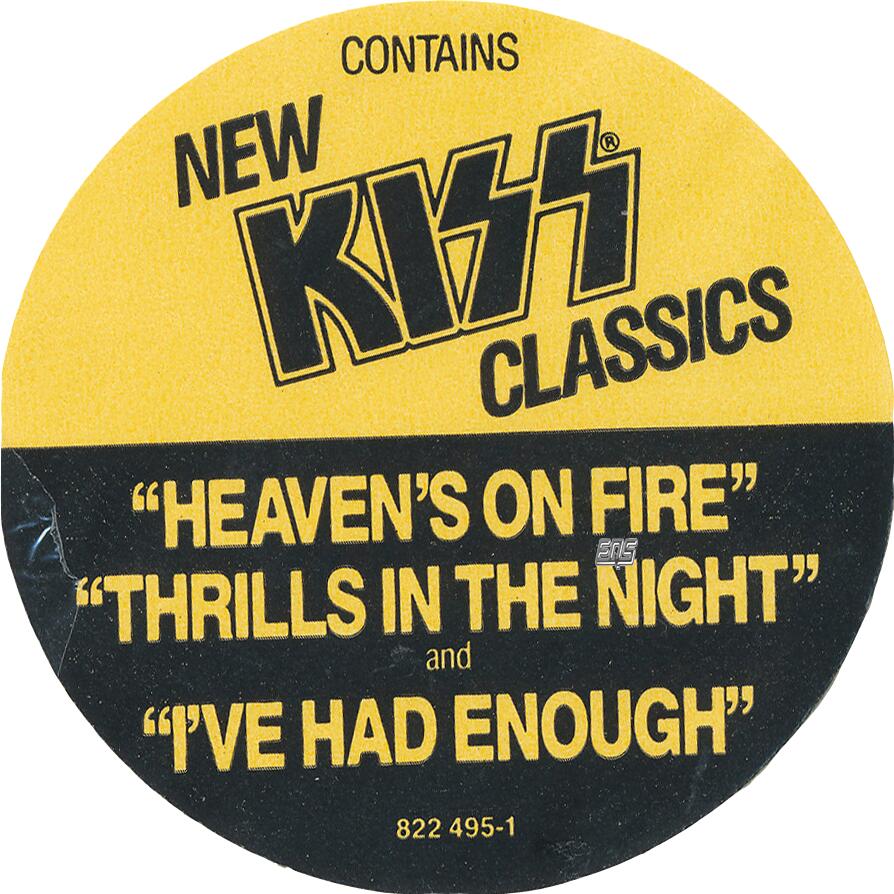 CONTAINS
NEW
KISS®
CLASSICS
“HEAVEN’S ON FIRE”
“THRILLS IN THE NIGHT”
and
“I’VE HAD ENOUGH”
822 495-1